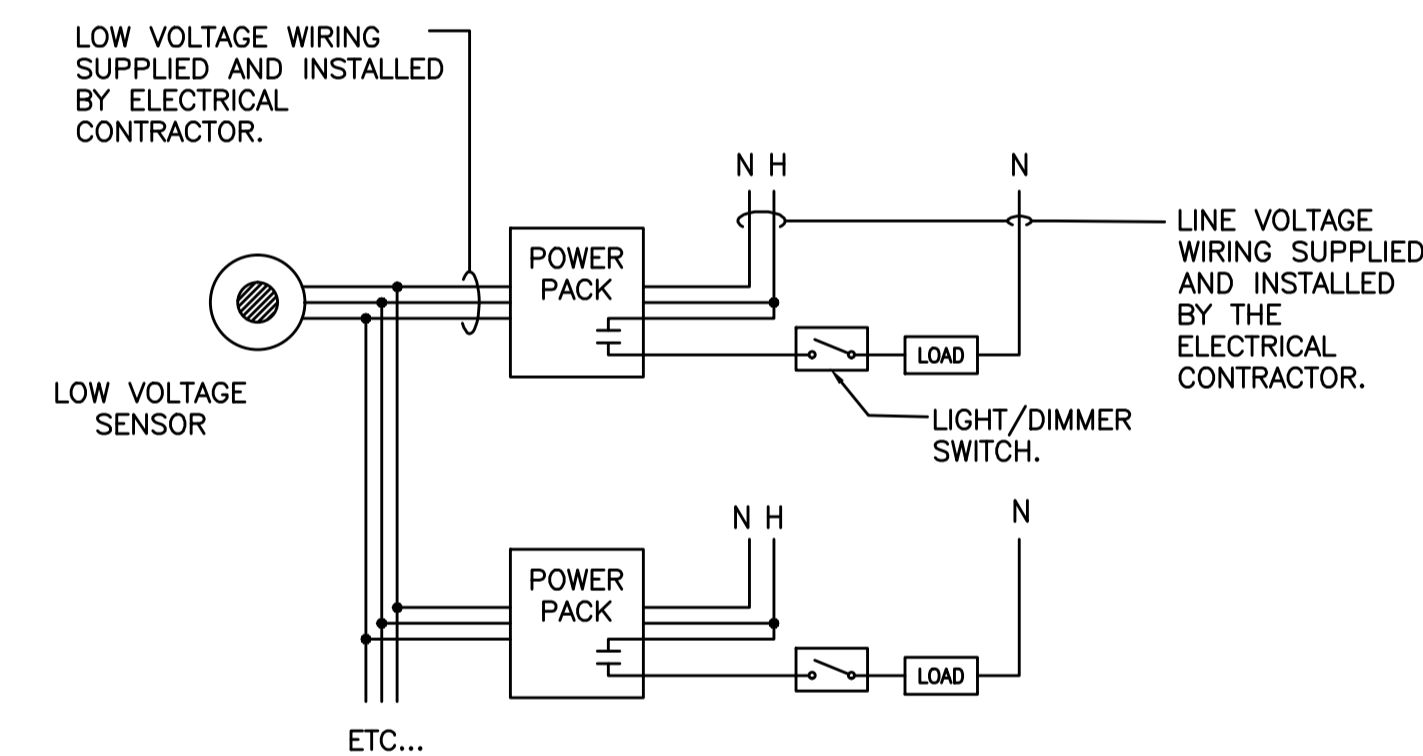 LOW VOLTAGE WIRING
SUPPLIED AND INSTALLED
BY ELECTRICAL
CONTRACTOR.
N H
N
LINE VOLTAGE
WIRING SUPPLIED
AND INSTALLED
BY THE
ELECTRICAL
CONTRACTOR.
POWER
PACK
LOAD
LOW VOLTAGE
SENSOR
LIGHT/DIMMER
SWITCH.
N H
N
POWER
PACK
LOAD
ETC...